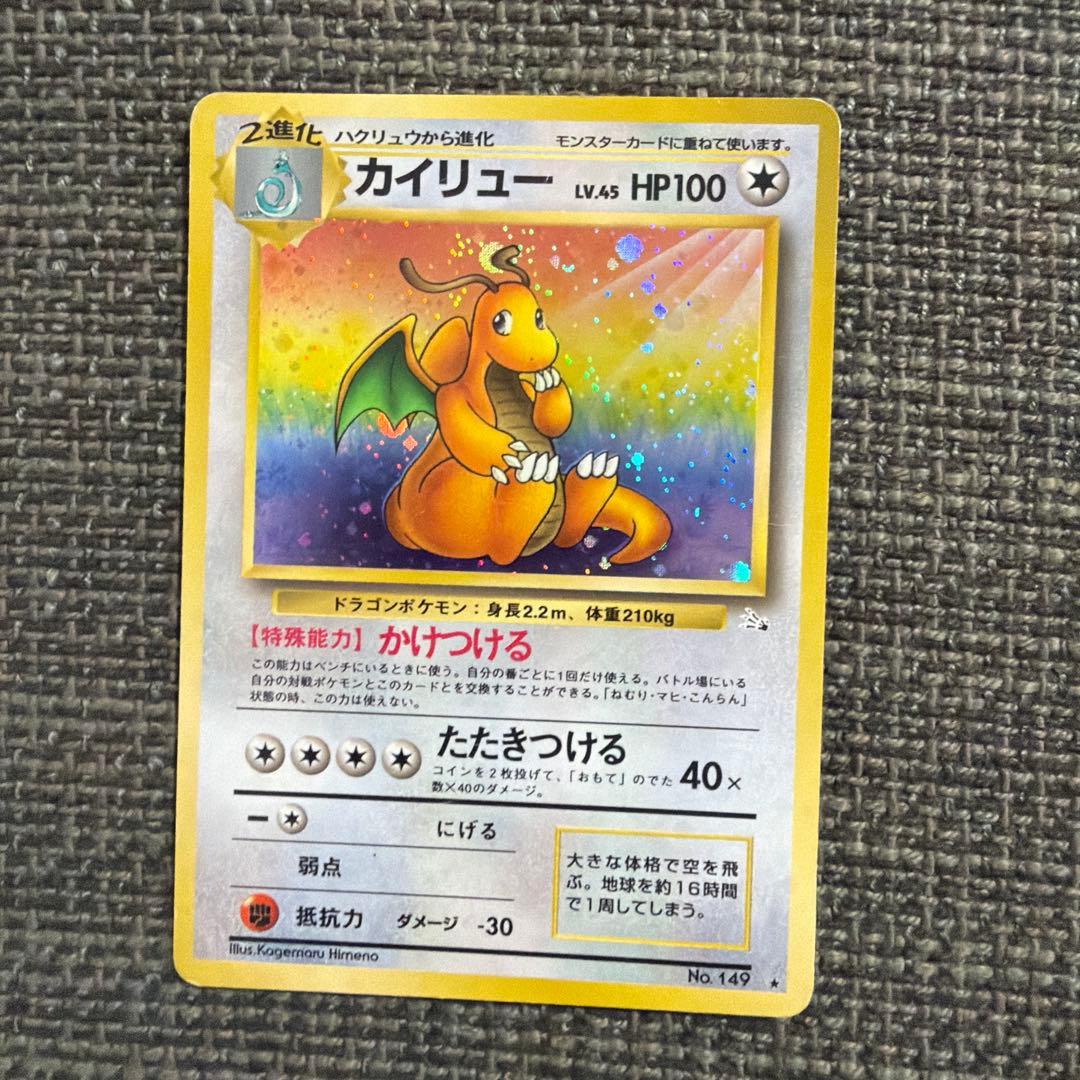 2進化 ハクリュウから進化 モンスターカードに重ねて使います。
カイリュー LV.45 HP100
ドラゴンポケモン：身長2.2m、体重210kg
【特殊能力】かけつける
この能力はベンチにいるときに使う。自分の番ごとに1回だけ使える。バトル場にいる
自分の対戦ポケモンとこのカードとを交換することができる。「ねむり・マヒ・こんらん」
状態の時、この力は使えない。
たたきつける
コインを2枚投げて、「おもて」のでた
数×40のダメージ。
40×
にげる
弱点
抵抗力 ダメージ -30
大きな体格で空を飛
ぶ。地球を約16時間
で1周してしまう。
Illus.Kagemaru Himeno
No.149 ★